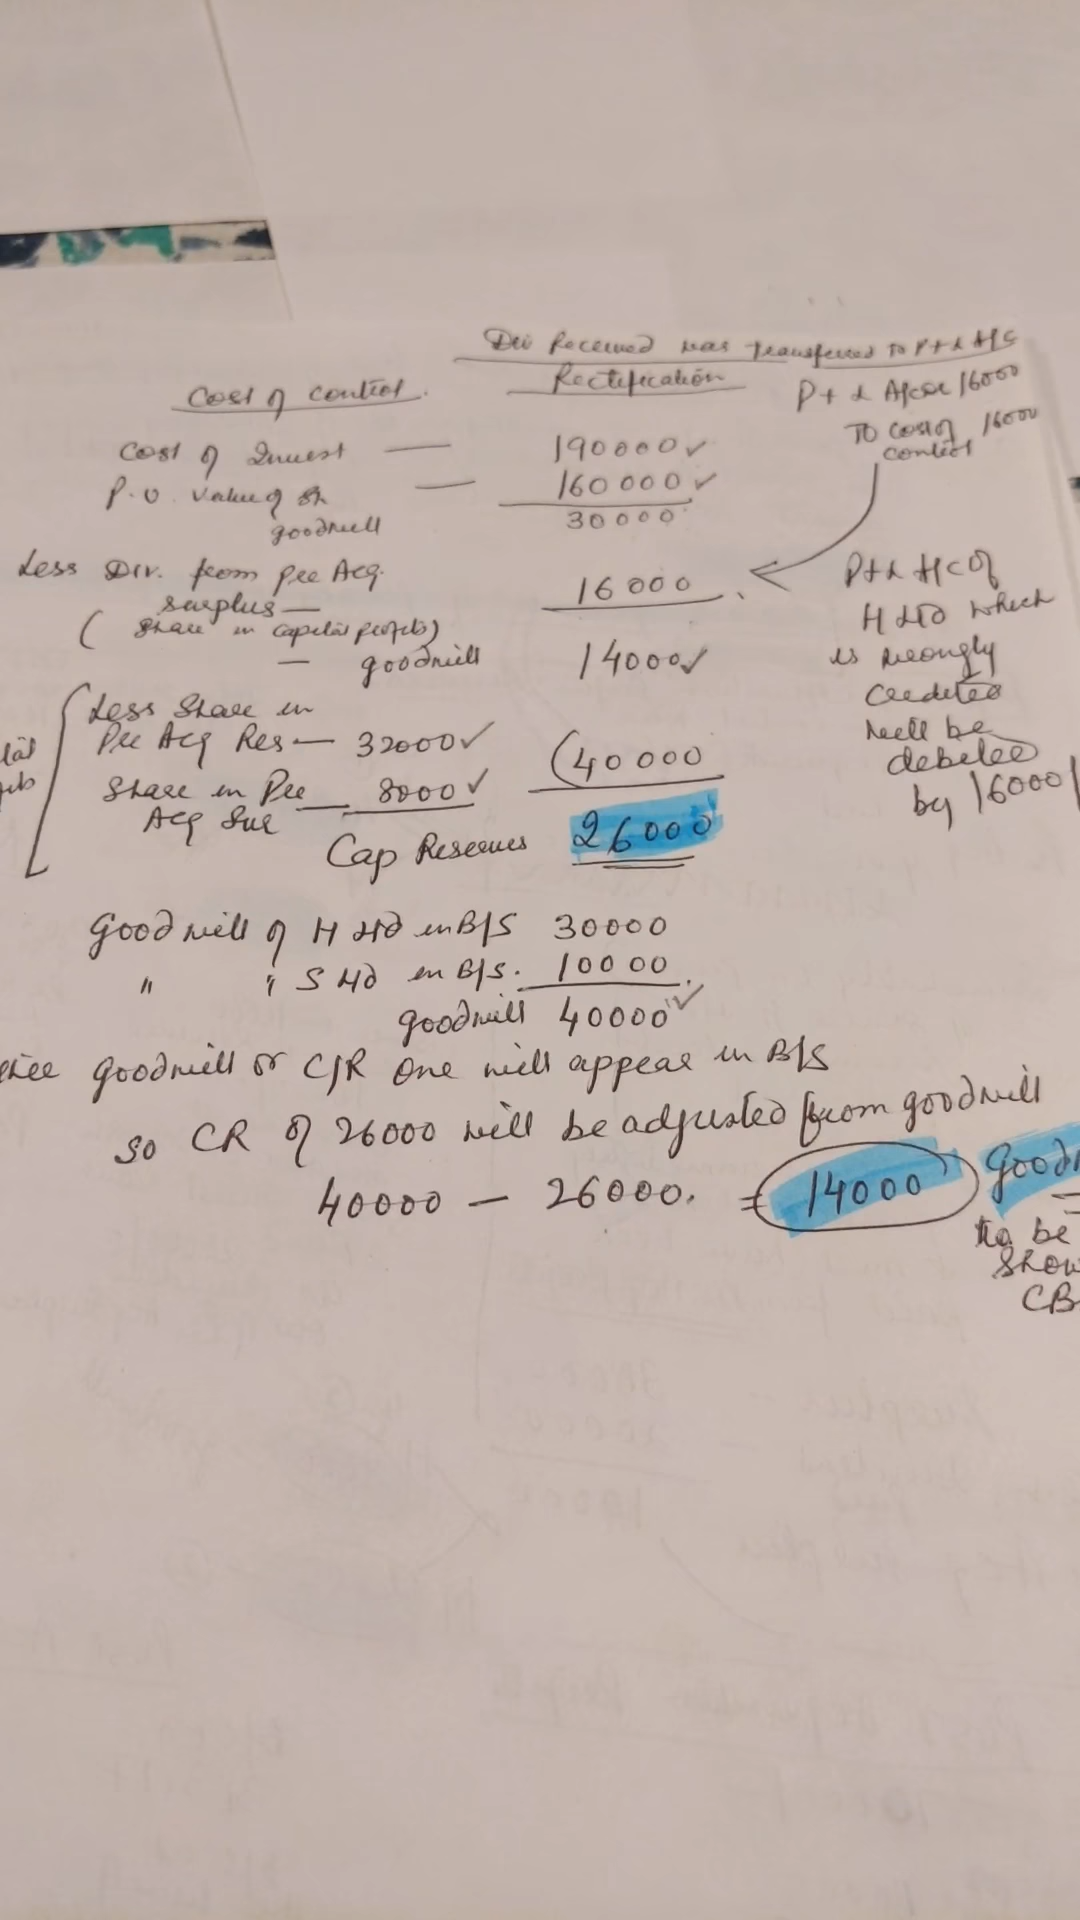 Div Received was transferred to P+L A/C
Rectification
P+L A/c Dr 16000
To cost of control 16000
Cost of control.
Cost of Invest — 190000 ✓
P.U. value of sh — 160000 ✓
goodwill 30000
Less Div. from pre Acq. surplus — 16000
( Share in capital profits)
— goodwill 14000 ✓
P+L A/c of
H Ltd which
is wrongly
credited
will be
debited
by 16000/
Less Share in
Pre Acq Res — 32000 ✓
Share in Pre Acq Sur — 8000 ✓ (40000
Cap Reserves 26000
Goodwill of H Ltd in B/S 30000
" " S Ltd in B/S. 10000
goodwill 40000 ✓
goodwill or C/R one will appear in B/S
so CR of 26000 will be adjusted from goodwill
40000 — 26000. = 14000
to be